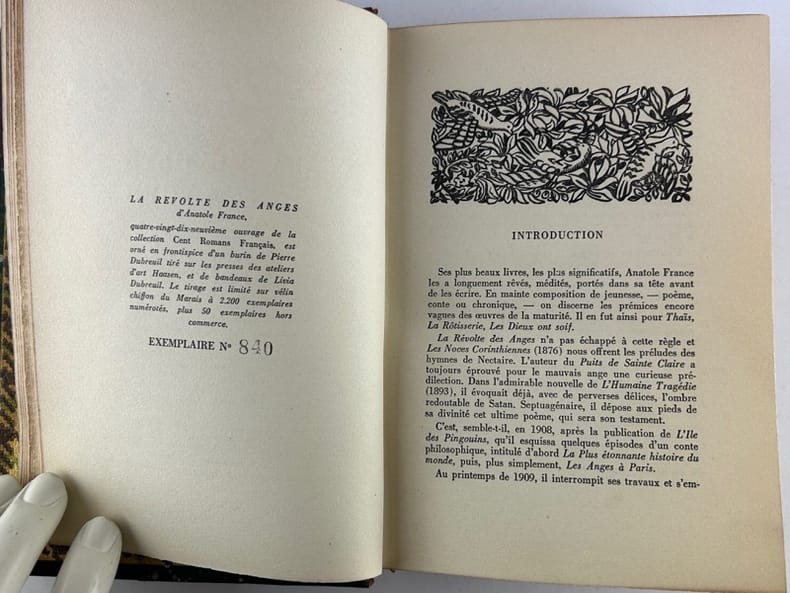 LA REVOLTE DES ANGES
d'Anatole France,
quatre-vingt-dix-neuvième ouvrage de la
collection Cent Romans Français, est
orné en frontispice d'un burin de Pierre
Dubreuil tiré sur les presses des ateliers
d'art Haasen, et de bandeaux de Livia
Dubreuil. Le tirage est limité sur vélin
chiffon du Marais à 2.200 exemplaires
numérotés, plus 50 exemplaires hors
commerce.
EXEMPLAIRE No 840
INTRODUCTION
Ses plus beaux livres, les plus significatifs, Anatole France
les a longuement rêvés, médités, portés dans sa tête avant
de les écrire. En mainte composition de jeunesse, — poème,
conte ou chronique, — on discerne les prémices encore
vagues des œuvres de la maturité. Il en fut ainsi pour Thaïs,
La Rôtisserie, Les Dieux ont soif.
La Révolte des Anges n'a pas échappé à cette règle et
Les Noces Corinthiennes (1876) nous offrent les préludes des
hymnes de Nectaire. L'auteur du Puits de Sainte Claire a
toujours éprouvé pour le mauvais ange une curieuse pré-
dilection. Dans l'admirable nouvelle de L'Humaine Tragédie
(1893), il évoquait déjà, avec de perverses délices, l'ombre
redoutable de Satan. Septuagénaire, il dépose aux pieds de
sa divinité cet ultime poème, qui sera son testament.
C'est, semble-t-il, en 1908, après la publication de L'Ile
des Pingouins, qu'il esquissa quelques épisodes d'un conte
philosophique, intitulé d'abord La Plus étonnante histoire du
monde, puis, plus simplement, Les Anges à Paris.
Au printemps de 1909, il interrompit ses travaux et s'em-